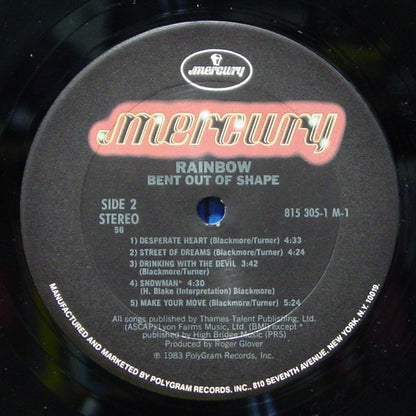 mercury
mercury
RAINBOW
BENT OUT OF SHAPE
SIDE 2
STEREO
56
815 305-1 M-1
1) DESPERATE HEART (Blackmore/Turner) 4:33
2) STREET OF DREAMS (Blackmore/Turner) 4:24
3) DRINKING WITH THE DEVIL 3:42
(Blackmore/Turner)
4) SNOWMAN* 4:30
(H. Blake (Interpretation) Blackmore)
5) MAKE YOUR MOVE (Blackmore/Turner) 5:24
All songs published by Thames Talent Publishing, Ltd.
(ASCAP)/Lyon Farms Music, Ltd. (BMI) except *
published by High Bridge Music (PRS)
Produced by Roger Glover
℗ 1983 PolyGram Records, Inc.
MANUFACTURED AND MARKETED BY POLYGRAM RECORDS, INC., 810 SEVENTH AVENUE, NEW YORK, N.Y. 10019.